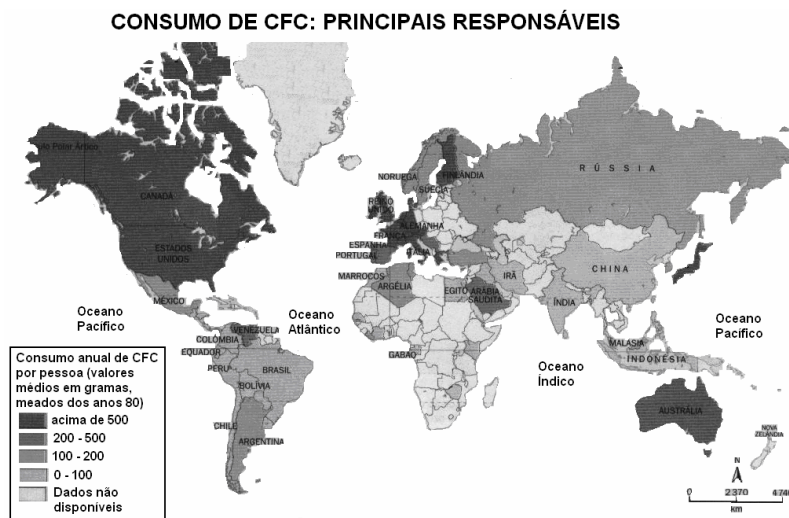 CONSUMO DE CFC: PRINCIPAIS RESPONSÁVEIS
do Polar Ártico
CANADÁ
ESTADOS
UNIDOS
MÉXICO
Oceano
Pacífico
Oceano
Atlântico
VENEZUELA
COLÔMBIA
EQUADOR
PERU
BRASIL
BOLÍVIA
CHILE
ARGENTINA
NORUEGA
SUÉCIA
FINLÂNDIA
REINO
UNIDO
ALEMANHA
FRANÇA
ESPANHA
PORTUGAL
ITÁLIA
MARROCOS
ARGÉLIA
EGITO
ARÁBIA
SAUDITA
IRÃ
GABÃO
RÚSSIA
CHINA
ÍNDIA
MALASIA
INDONÉSIA
Oceano
Índico
Oceano
Pacífico
AUSTRÁLIA
NOVA
ZELÂNDIA
Consumo anual de CFC
por pessoa (valores
médios em gramas,
meados dos anos 80)
acima de 500
200 - 500
100 - 200
0 - 100
Dados não
disponíveis
N
0 2370 4740
km